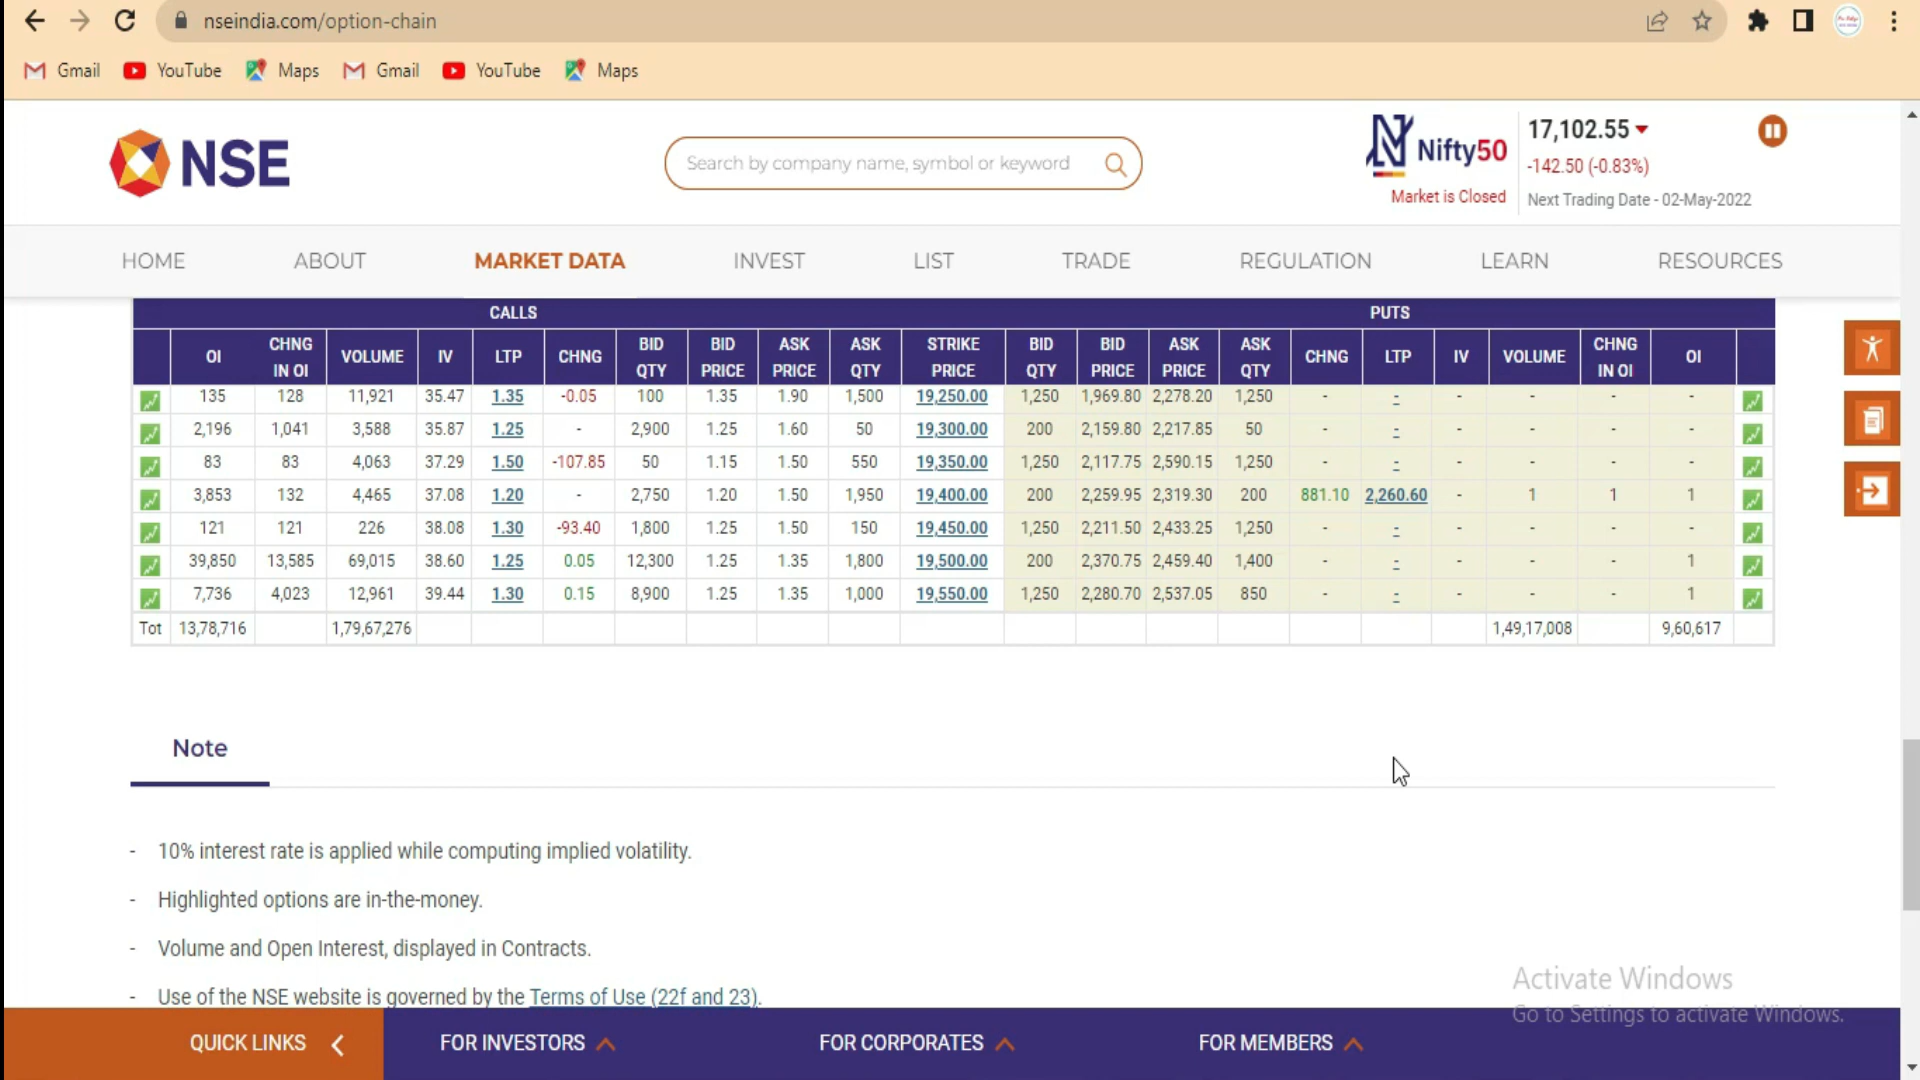 nseindia.com/option-chain
Gmail YouTube Maps Gmail YouTube Maps
NSE
Search by company name, symbol or keyword
Nifty50
Market is Closed
17,102.55
-142.50 (-0.83%)
Next Trading Date - 02-May-2022
HOME ABOUT MARKET DATA INVEST LIST TRADE REGULATION LEARN RESOURCES
CALLS PUTS
OI CHNG IN OI VOLUME IV LTP CHNG BID QTY BID PRICE ASK PRICE ASK QTY STRIKE PRICE BID QTY BID PRICE ASK PRICE ASK QTY CHNG LTP IV VOLUME CHNG IN OI OI
135 128 11,921 35.47 1.35 -0.05 100 1.35 1.90 1,500 19,250.00 1,250 1,969.80 2,278.20 1,250 - - - - - -
2,196 1,041 3,588 35.87 1.25 - 2,900 1.25 1.60 50 19,300.00 200 2,159.80 2,217.85 50 - - - - - -
83 83 4,063 37.29 1.50 -107.85 50 1.15 1.50 550 19,350.00 1,250 2,117.75 2,590.15 1,250 - - - - - -
3,853 132 4,465 37.08 1.20 - 2,750 1.20 1.50 1,950 19,400.00 200 2,259.95 2,319.30 200 881.10 2,260.60 - 1 1 1
121 121 226 38.08 1.30 -93.40 1,800 1.25 1.50 150 19,450.00 1,250 2,211.50 2,433.25 1,250 - - - - - -
39,850 13,585 69,015 38.60 1.25 0.05 12,300 1.25 1.35 1,800 19,500.00 200 2,370.75 2,459.40 1,400 - - - - - 1
7,736 4,023 12,961 39.44 1.30 0.15 8,900 1.25 1.35 1,000 19,550.00 1,250 2,280.70 2,537.05 850 - - - - - 1
Tot 13,78,716 1,79,67,276 1,49,17,008 9,60,617
Note
- 10% interest rate is applied while computing implied volatility.
- Highlighted options are in-the-money.
- Volume and Open Interest, displayed in Contracts.
- Use of the NSE website is governed by the Terms of Use (22f and 23).
Activate Windows
Go to Settings to activate Windows.
QUICK LINKS FOR INVESTORS FOR CORPORATES FOR MEMBERS